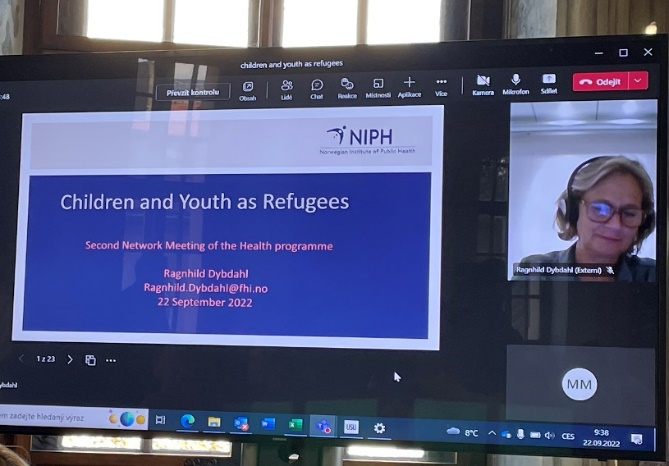 children and youth as refugees
:48
Převzít kontrolu
Obsah
Lidé
Chat
Reakce
Místnosti
Aplikace
Více
Kamera
Mikrofon
Sdílet
Odejít
NIPH
Norwegian Institute of Public Health
Children and Youth as Refugees
Second Network Meeting of the Health programme
Ragnhild Dybdahl
Ragnhild.Dybdahl@fhi.no
22 September 2022
Ragnhild Dybdahl (Externí)
1 z 23
ybdahl
MM
em zadejte hledaný výraz
8°C
CES
9:38
22.09.2022